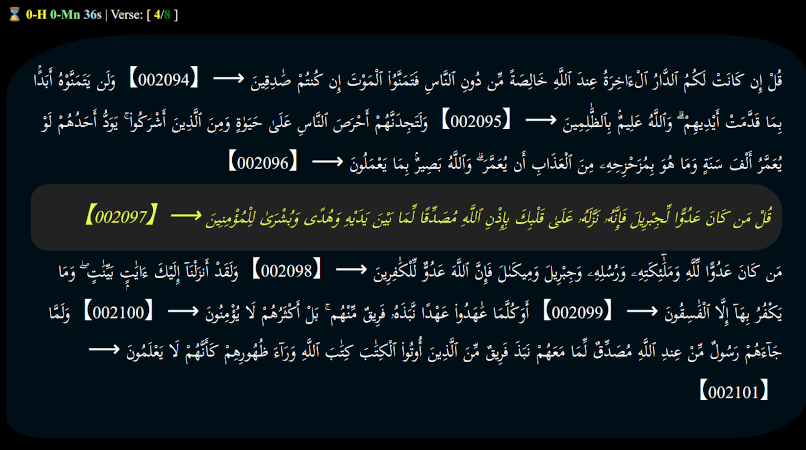 ⌛ 0-H 0-Mn 36s | Verse: [ 4/8 ]
قُلْ إِن كَانَتْ لَكُمُ ٱلدَّارُ ٱلْءَاخِرَةُ عِندَ ٱللَّهِ خَالِصَةً مِّن دُونِ ٱلنَّاسِ فَتَمَنَّوُا۟ ٱلْمَوْتَ إِن كُنتُمْ صَٰدِقِينَ ⟶ 【002094】 وَلَن يَتَمَنَّوْهُ أَبَدًۢا
بِمَا قَدَّمَتْ أَيْدِيهِمْ ۗ وَٱللَّهُ عَلِيمٌۢ بِٱلظَّٰلِمِينَ ⟶ 【002095】 وَلَتَجِدَنَّهُمْ أَحْرَصَ ٱلنَّاسِ عَلَىٰ حَيَوٰةٍ وَمِنَ ٱلَّذِينَ أَشْرَكُوا۟ ۚ يَوَدُّ أَحَدُهُمْ لَوْ
يُعَمَّرُ أَلْفَ سَنَةٍ وَمَا هُوَ بِمُزَحْزِحِهِۦ مِنَ ٱلْعَذَابِ أَن يُعَمَّرَ ۗ وَٱللَّهُ بَصِيرٌۢ بِمَا يَعْمَلُونَ ⟶ 【002096】
قُلْ مَن كَانَ عَدُوًّا لِّجِبْرِيلَ فَإِنَّهُۥ نَزَّلَهُۥ عَلَىٰ قَلْبِكَ بِإِذْنِ ٱللَّهِ مُصَدِّقًا لِّمَا بَيْنَ يَدَيْهِ وَهُدًى وَبُشْرَىٰ لِلْمُؤْمِنِينَ ⟶ 【002097】
مَن كَانَ عَدُوًّا لِّلَّهِ وَمَلَٰٓئِكَتِهِۦ وَرُسُلِهِۦ وَجِبْرِيلَ وَمِيكَىٰلَ فَإِنَّ ٱللَّهَ عَدُوٌّ لِّلْكَٰفِرِينَ ⟶ 【002098】 وَلَقَدْ أَنزَلْنَآ إِلَيْكَ ءَايَٰتٍۭ بَيِّنَٰتٍ ۖ وَمَا
يَكْفُرُ بِهَآ إِلَّا ٱلْفَٰسِقُونَ ⟶ 【002099】 أَوَكُلَّمَا عَٰهَدُوا۟ عَهْدًا نَّبَذَهُۥ فَرِيقٌ مِّنْهُم ۚ بَلْ أَكْثَرُهُمْ لَا يُؤْمِنُونَ ⟶ 【002100】 وَلَمَّا
جَآءَهُمْ رَسُولٌ مِّنْ عِندِ ٱللَّهِ مُصَدِّقٌ لِّمَا مَعَهُمْ نَبَذَ فَرِيقٌ مِّنَ ٱلَّذِينَ أُوتُوا۟ ٱلْكِتَٰبَ كِتَٰبَ ٱللَّهِ وَرَآءَ ظُهُورِهِمْ كَأَنَّهُمْ لَا يَعْلَمُونَ ⟶
【002101】